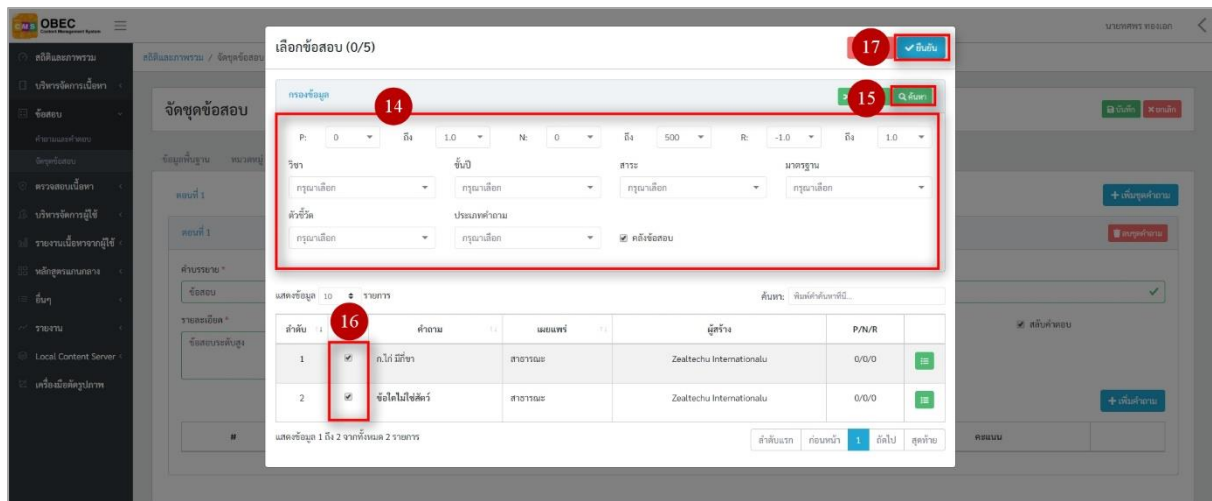 CMS OBEC
Content Management System
นายทศพร ทองเอก
เลือกข้อสอบ (0/5)
17
ยืนยัน
สถิติและภาพรวม
สถิติและภาพรวม / จัดชุดข้อสอบ
บริหารจัดการเนื้อหา
กรองข้อมูล
14
15
ค้นหา
ข้อสอบ
จัดชุดข้อสอบ
บันทึก
ยกเลิก
คำถามและคำตอบ
P: 0 ถึง 1.0 N: 0 ถึง 500 R: -1.0 ถึง 1.0
จัดชุดข้อสอบ
ข้อมูลพื้นฐาน หมวดหมู่
วิชา ชั้นปี สาระ มาตรฐาน
ตรวจสอบเนื้อหา
กรุณาเลือก กรุณาเลือก กรุณาเลือก กรุณาเลือก
ตอนที่ 1
เพิ่มชุดคำถาม
บริหารจัดการผู้ใช้
ตัวชี้วัด ประเภทคำถาม
ตอนที่ 1
ลบชุดคำถาม
รายงานเนื้อหาจากผู้ใช้
กรุณาเลือก กรุณาเลือก คลังข้อสอบ
หลักสูตรแกนกลาง
คำบรรยาย *
อื่นๆ
ข้อสอบ
แสดงข้อมูล 10 รายการ
ค้นหา: พิมพ์คำค้นหาที่นี่...
รายงาน
รายละเอียด *
16
ลำดับ คำถาม เผยแพร่ ผู้สร้าง P/N/R
สลับคำตอบ
ข้อสอบระดับสูง
Local Content Server
1 ก.ไก่ มีกี่ขา สาธารณะ Zealtechu Internationalu 0/0/0
เครื่องมือตัดรูปภาพ
2 ข้อใดไม่ใช่สัตว์ สาธารณะ Zealtechu Internationalu 0/0/0
เพิ่มคำถาม
แสดงข้อมูล 1 ถึง 2 จากทั้งหมด 2 รายการ
ลำดับแรก ก่อนหน้า 1 ถัดไป สุดท้าย
# คะแนน